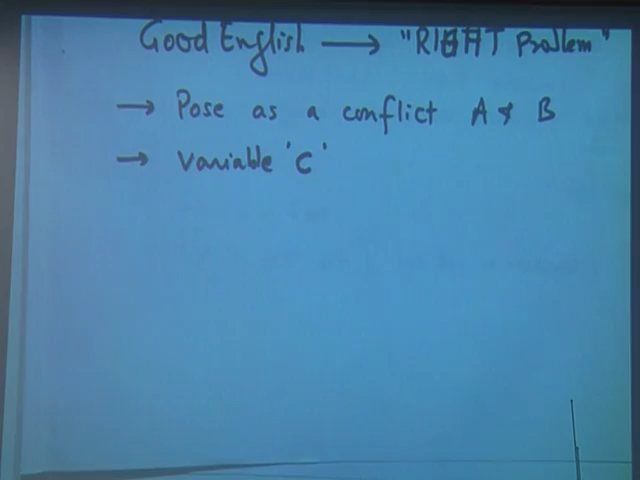 Good English → "RIGHT Problem"
→ Pose as a conflict A & B
→ Variable 'C'